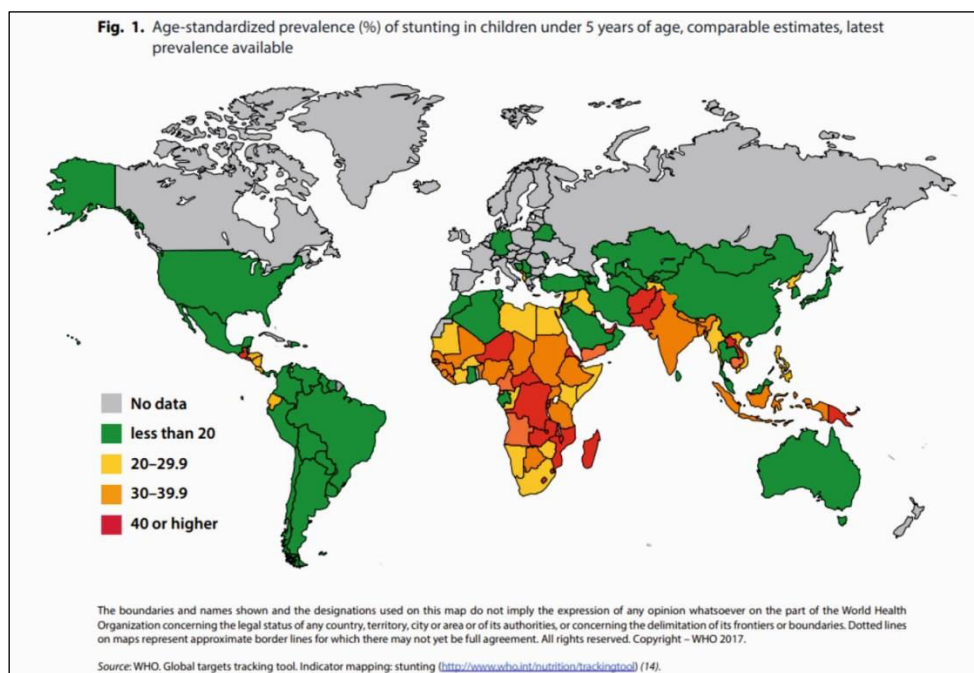 Fig. 1. Age-standardized prevalence (%) of stunting in children under 5 years of age, comparable estimates, latest
prevalence available
No data
less than 20
20–29.9
30–39.9
40 or higher
The boundaries and names shown and the designations used on this map do not imply the expression of any opinion whatsoever on the part of the World Health
Organization concerning the legal status of any country, territory, city or area or of its authorities, or concerning the delimitation of its frontiers or boundaries. Dotted lines
on maps represent approximate border lines for which there may not yet be full agreement. All rights reserved. Copyright – WHO 2017.
Source: WHO. Global targets tracking tool. Indicator mapping: stunting (http://www.who.int/nutrition/trackingtool) (14).